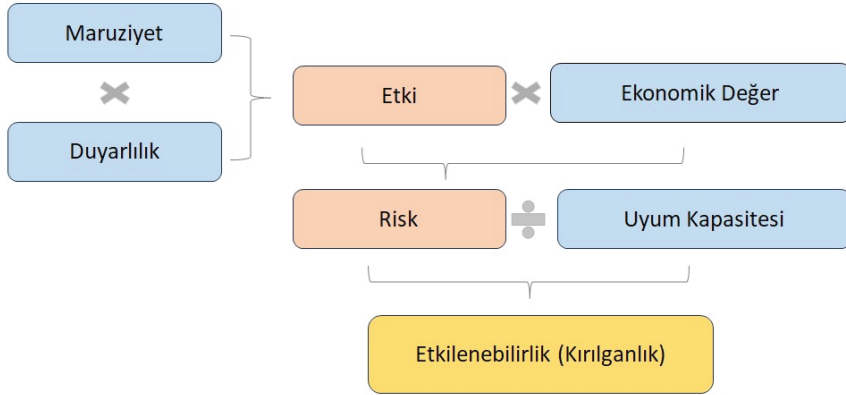 Maruziyet
Duyarlılık
Etki
Ekonomik Değer
Risk
Uyum Kapasitesi
Etkilenebilirlik (Kırılganlık)